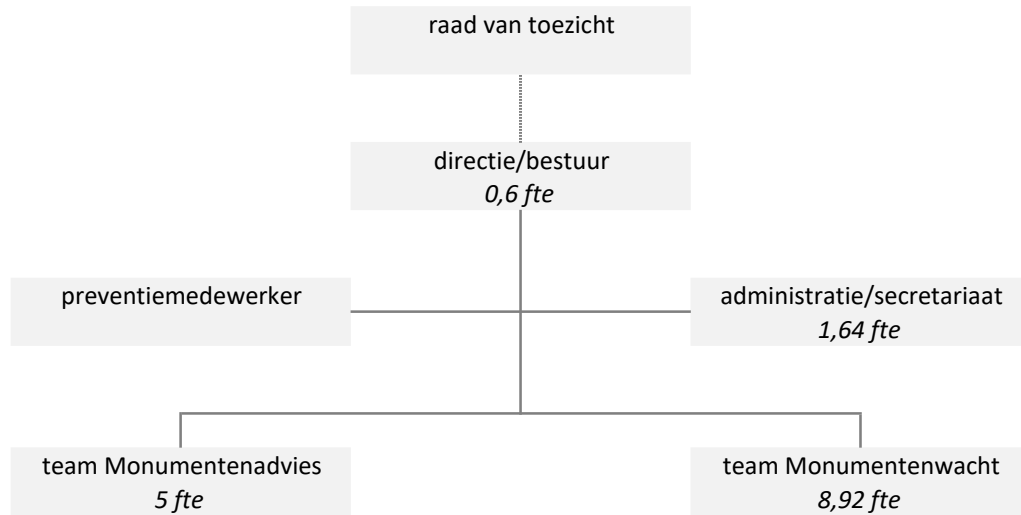 raad van toezicht
directie/bestuur
0,6 fte
preventiemedewerker
administratie/secretariaat
1,64 fte
team Monumentenadvies
5 fte
team Monumentenwacht
8,92 fte